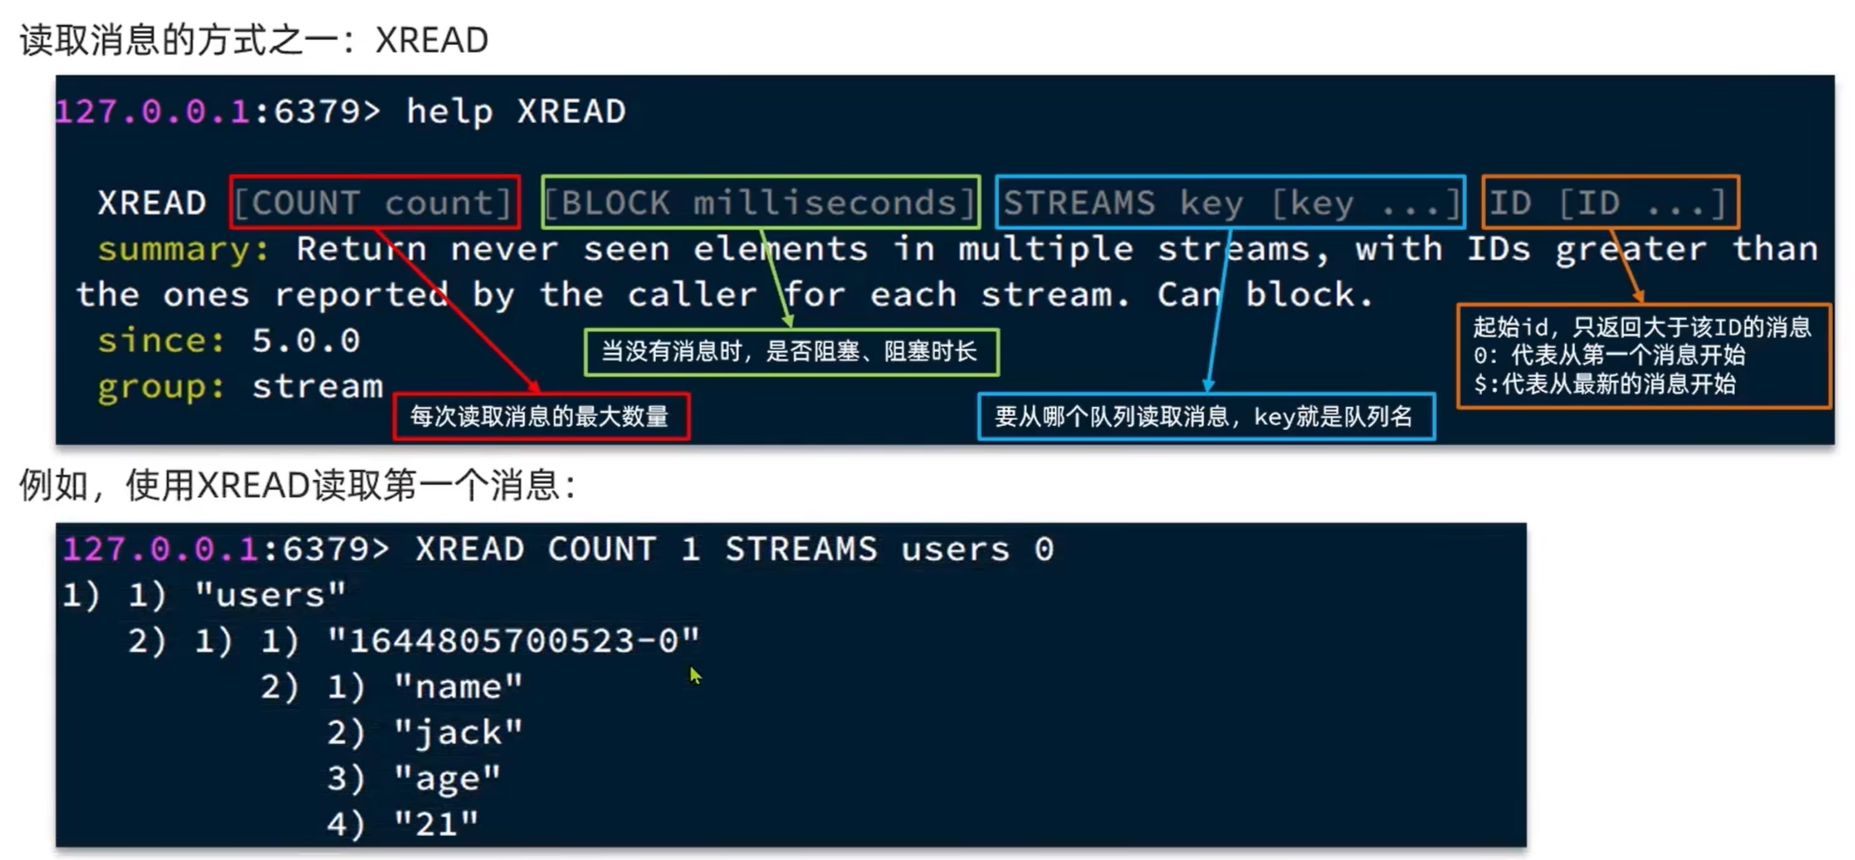 读取消息的方式之一：XREAD
127.0.0.1:6379> help XREAD
XREAD [COUNT count] [BLOCK milliseconds] STREAMS key [key ...] ID [ID ...]
summary: Return never seen elements in multiple streams, with IDs greater than
the ones reported by the caller for each stream. Can block.
since: 5.0.0
group: stream
当没有消息时，是否阻塞、阻塞时长
起始id，只返回大于该ID的消息
0：代表从第一个消息开始
$:代表从最新的消息开始
每次读取消息的最大数量
要从哪个队列读取消息，key就是队列名
例如，使用XREAD读取第一个消息：
127.0.0.1:6379> XREAD COUNT 1 STREAMS users 0
1) 1) "users"
2) 1) 1) "1644805700523-0"
2) 1) "name"
2) "jack"
3) "age"
4) "21"